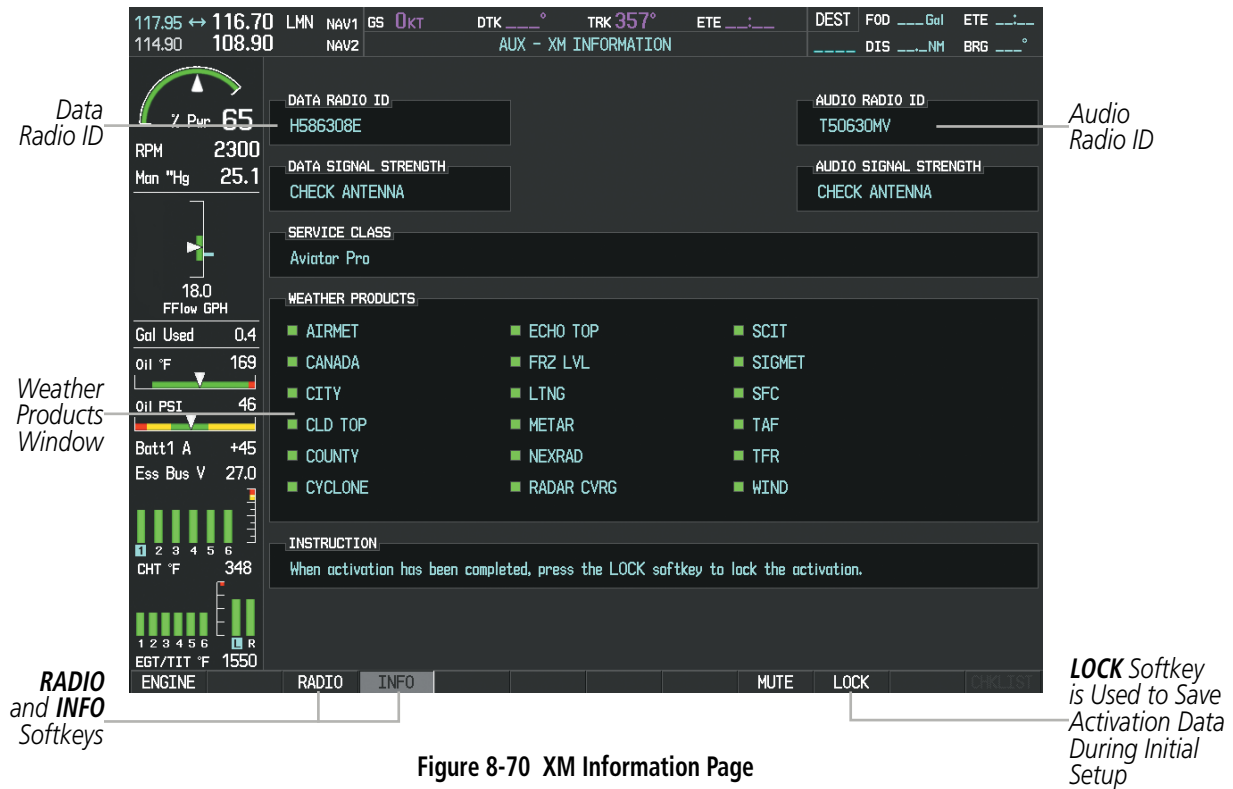 117.95 ↔ 116.70 LMN NAV1 GS 0KT DTK ___° TRK 357° ETE __:__ DEST FOD ___Gal ETE __:__
114.90 108.90 NAV2 AUX - XM INFORMATION ____ DIS __._NM BRG ___°
Data
Radio ID
% Pwr 65
RPM 2300
Man "Hg 25.1
18.0
FFlow GPH
Gal Used 0.4
Oil °F 169
Oil PSI 46
Batt1 A +45
Ess Bus V 27.0
1 2 3 4 5 6
CHT °F 348
1 2 3 4 5 6 L R
EGT/TIT °F 1550
DATA RADIO ID
H586308E
AUDIO RADIO ID
T50630MV
Audio
Radio ID
DATA SIGNAL STRENGTH
CHECK ANTENNA
AUDIO SIGNAL STRENGTH
CHECK ANTENNA
SERVICE CLASS
Aviator Pro
WEATHER PRODUCTS
AIRMET ECHO TOP SCIT
CANADA FRZ LVL SIGMET
CITY LTNG SFC
CLD TOP METAR TAF
COUNTY NEXRAD TFR
CYCLONE RADAR CVRG WIND
Weather
Products
Window
INSTRUCTION
When activation has been completed, press the LOCK softkey to lock the activation.
ENGINE RADIO INFO MUTE LOCK CHKLIST
RADIO
and INFO
Softkeys
LOCK Softkey
is Used to Save
Activation Data
During Initial
Setup
Figure 8-70 XM Information Page